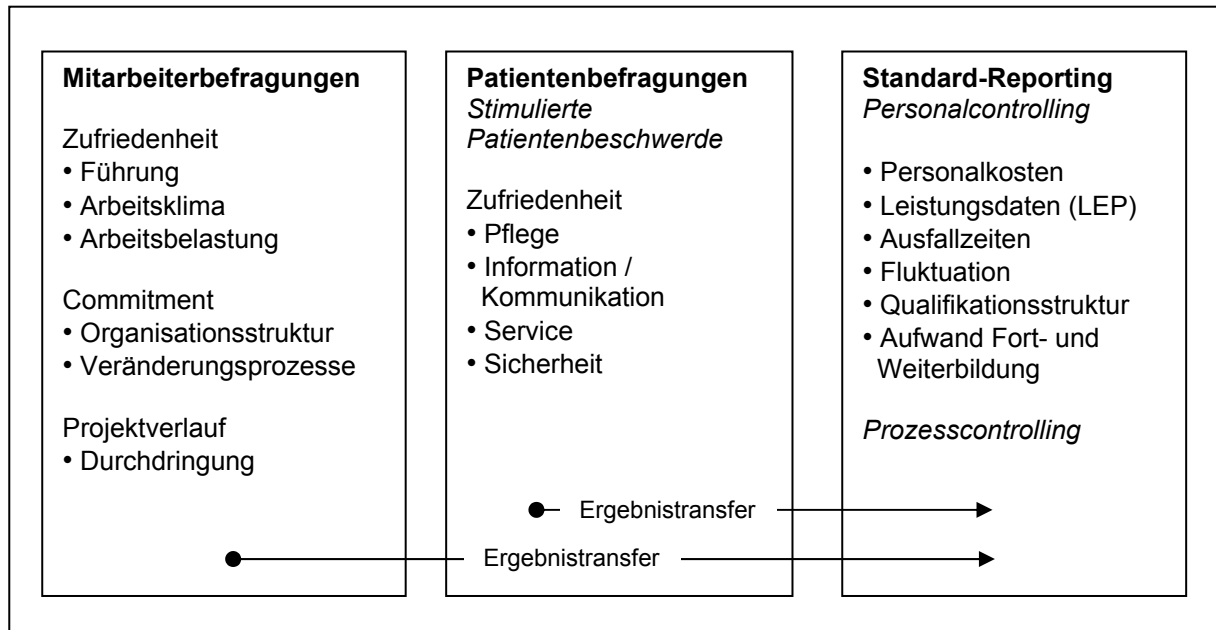 Mitarbeiterbefragungen
Zufriedenheit
• Führung
• Arbeitsklima
• Arbeitsbelastung
Commitment
• Organisationsstruktur
• Veränderungsprozesse
Projektverlauf
• Durchdringung
Patientenbefragungen
Stimulierte
Patientenbeschwerde
Zufriedenheit
• Pflege
• Information /
Kommunikation
• Service
• Sicherheit
Standard-Reporting
Personalcontrolling
• Personalkosten
• Leistungsdaten (LEP)
• Ausfallzeiten
• Fluktuation
• Qualifikationsstruktur
• Aufwand Fort- und
Weiterbildung
Prozesscontrolling
Ergebnistransfer
Ergebnistransfer